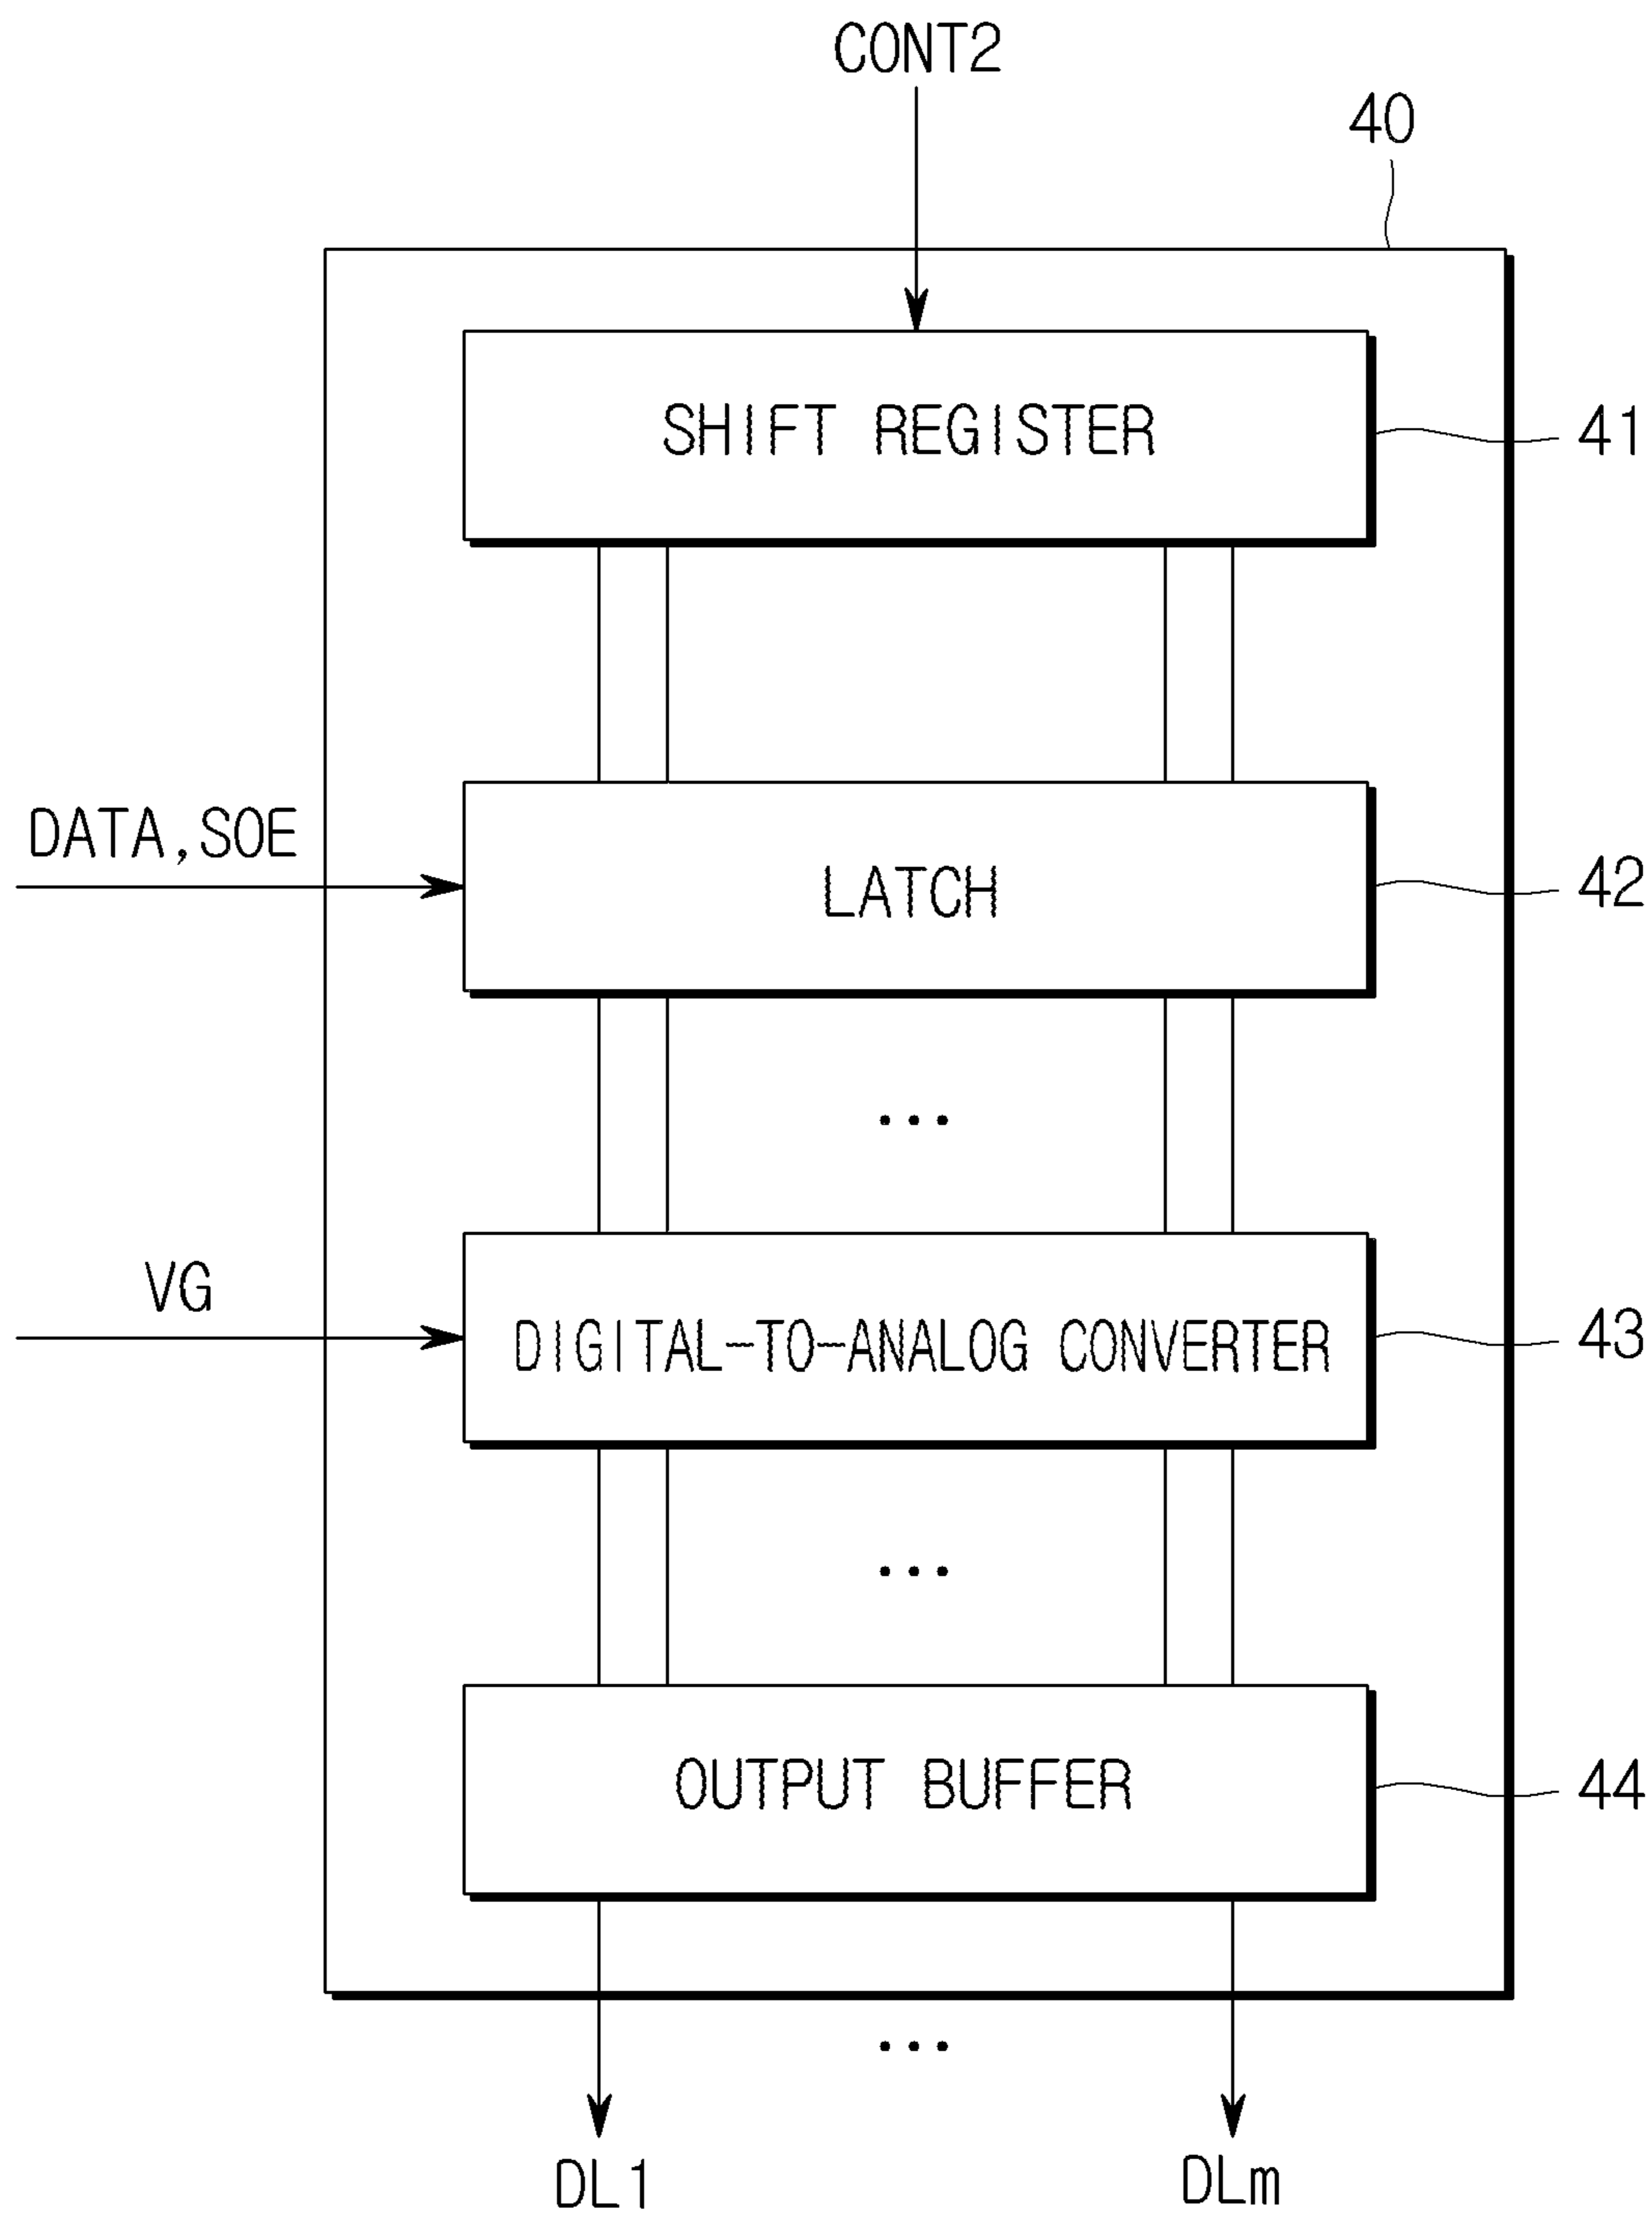 CONT2
40
SHIFT REGISTER
41
DATA,SOE
LATCH
42
...
VG
DIGITAL-TO-ANALOG CONVERTER
43
...
OUTPUT BUFFER
44
...
DL1
DLm